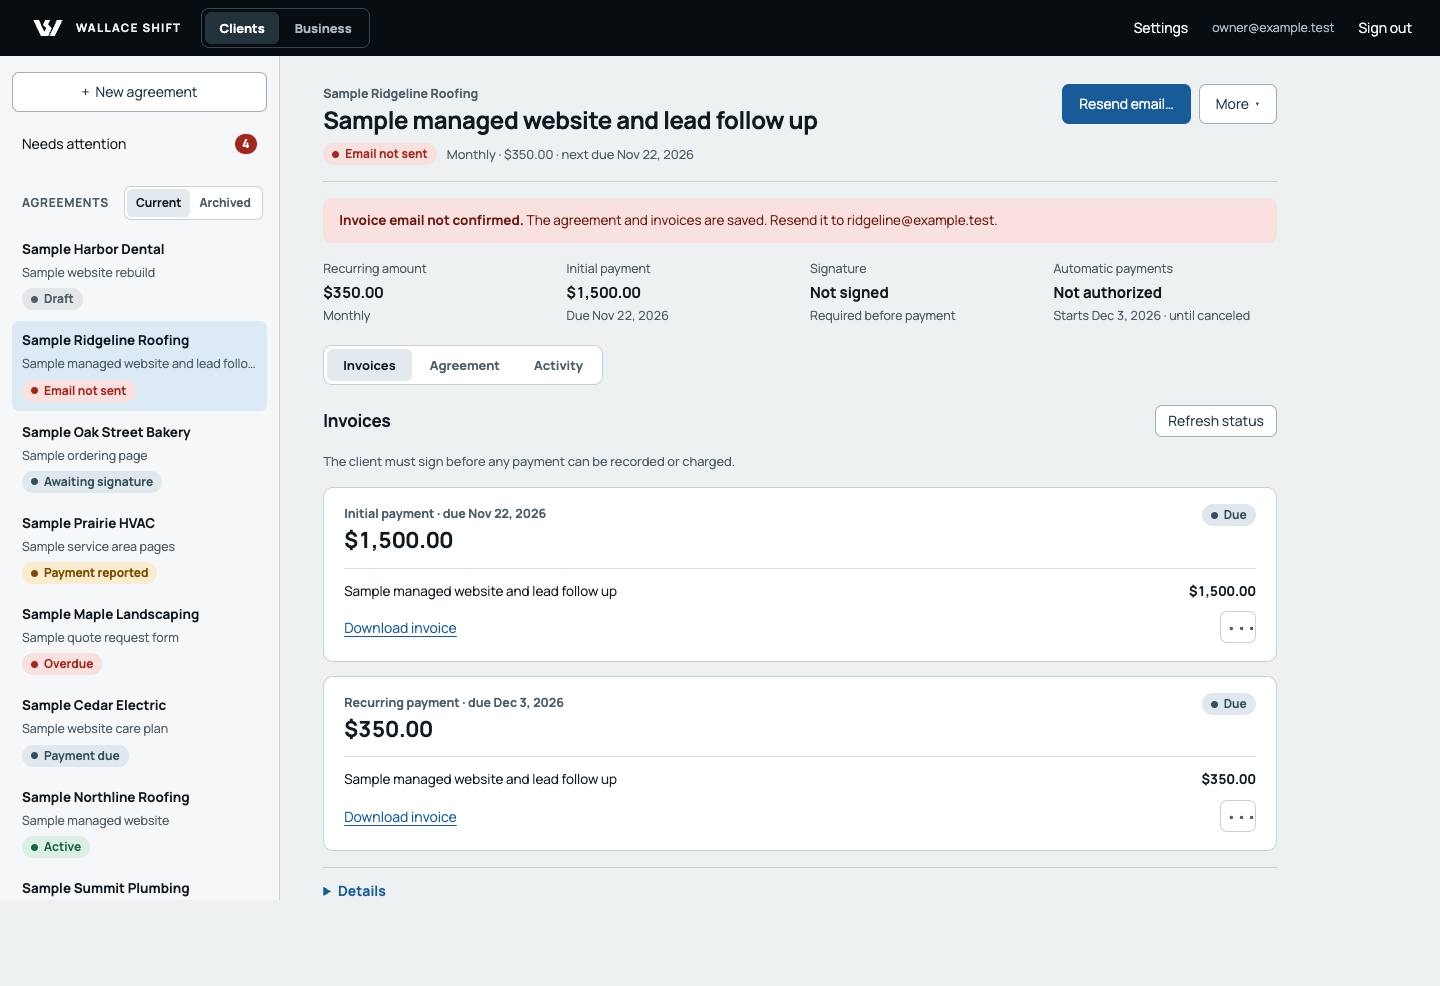 WALLACE SHIFT
Clients
Business
Settings
owner@example.test
Sign out
+ New agreement
Needs attention
4
AGREEMENTS
Current
Archived
Sample Harbor Dental
Sample website rebuild
Draft
Sample Ridgeline Roofing
Sample managed website and lead follo...
Email not sent
Sample Oak Street Bakery
Sample ordering page
Awaiting signature
Sample Prairie HVAC
Sample service area pages
Payment reported
Sample Maple Landscaping
Sample quote request form
Overdue
Sample Cedar Electric
Sample website care plan
Payment due
Sample Northline Roofing
Sample managed website
Active
Sample Summit Plumbing
Sample Ridgeline Roofing
Sample managed website and lead follow up
Email not sent
Monthly · $350.00 · next due Nov 22, 2026
Resend email...
More
Invoice email not confirmed. The agreement and invoices are saved. Resend it to ridgeline@example.test.
Recurring amount
$350.00
Monthly
Initial payment
$1,500.00
Due Nov 22, 2026
Signature
Not signed
Required before payment
Automatic payments
Not authorized
Starts Dec 3, 2026 · until canceled
Invoices
Agreement
Activity
Invoices
Refresh status
The client must sign before any payment can be recorded or charged.
Initial payment · due Nov 22, 2026
Due
$1,500.00
Sample managed website and lead follow up
$1,500.00
Download invoice
Recurring payment · due Dec 3, 2026
Due
$350.00
Sample managed website and lead follow up
$350.00
Download invoice
Details